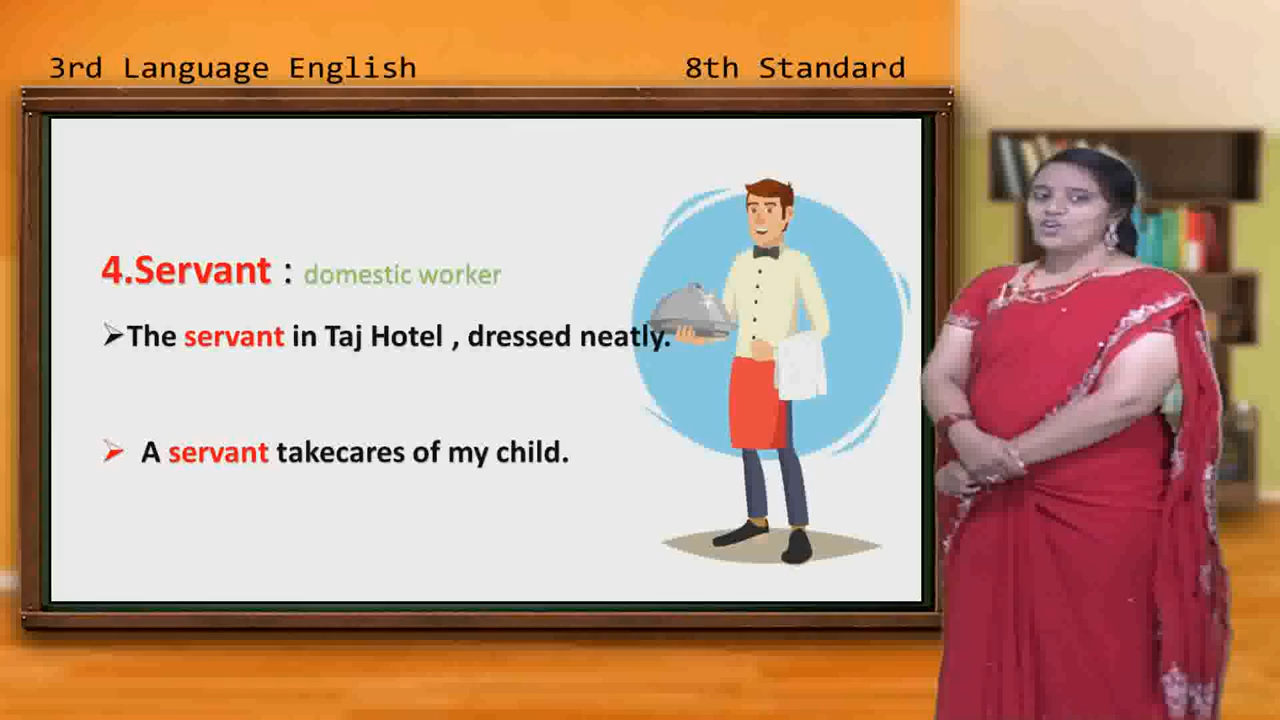 3rd Language English 8th Standard
4.Servant : domestic worker
➢The servant in Taj Hotel , dressed neatly.
➢ A servant takecares of my child.